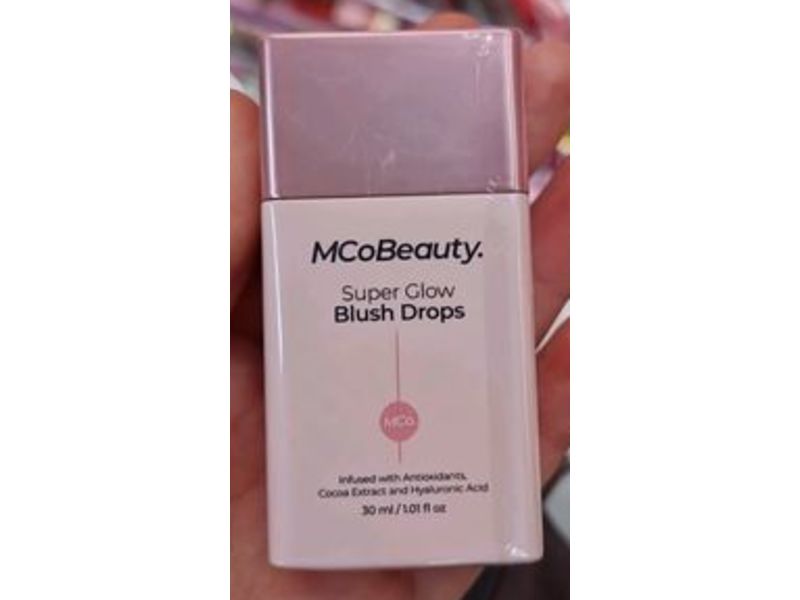 MCoBeauty.
Super Glow
Blush Drops
MCo
Infused with Antioxidants,
Cocoa Extract and Hyaluronic Acid
30 ml / 1.01 fl oz